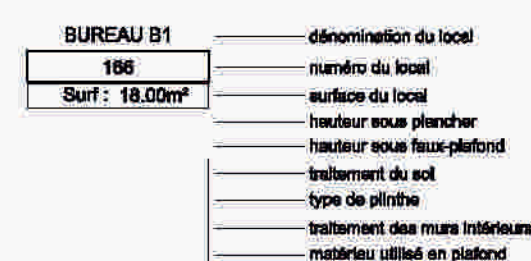 BUREAU B1
dénomination du local
166
numéro du local
Surf : 18.00m²
surface du local
hauteur sous plancher
hauteur sous faux-plafond
traitement du sol
type de plinthe
traitement des murs intérieurs
matériau utilisé en plafond